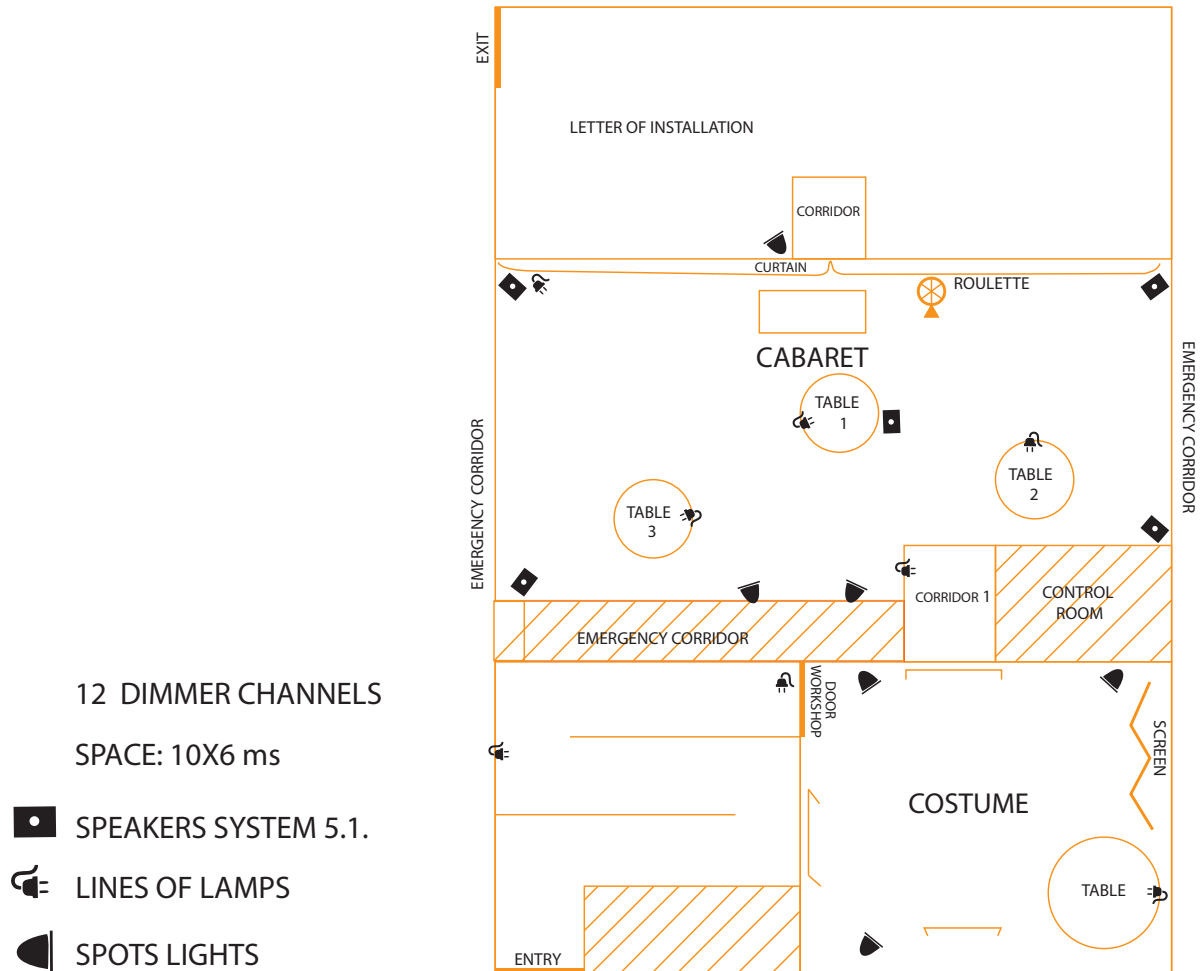 EXIT
LETTER OF INSTALLATION
CORRIDOR
CURTAIN
ROULETTE
CABARET
TABLE
1
TABLE
2
TABLE
3
EMERGENCY CORRIDOR
EMERGENCY CORRIDOR
CORRIDOR 1
CONTROL
ROOM
EMERGENCY CORRIDOR
DOOR
WORKSHOP
SCREEN
COSTUME
TABLE
ENTRY
12 DIMMER CHANNELS
SPACE: 10X6 ms
SPEAKERS SYSTEM 5.1.
LINES OF LAMPS
SPOTS LIGHTS